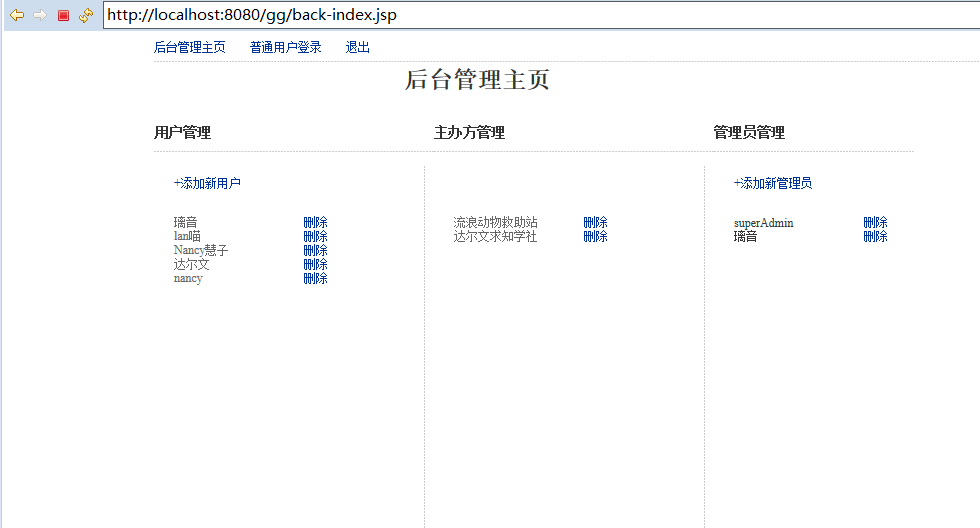 http://localhost:8080/gg/back-index.jsp
后台管理主页 普通用户登录 退出
后台管理主页
用户管理 主办方管理 管理员管理
+添加新用户 +添加新管理员
璃音 删除 流浪动物救助站 删除 superAdmin 删除
lan喵 删除 达尔文求知学社 删除 璃音 删除
Nancy慧子 删除
达尔文 删除
nancy 删除